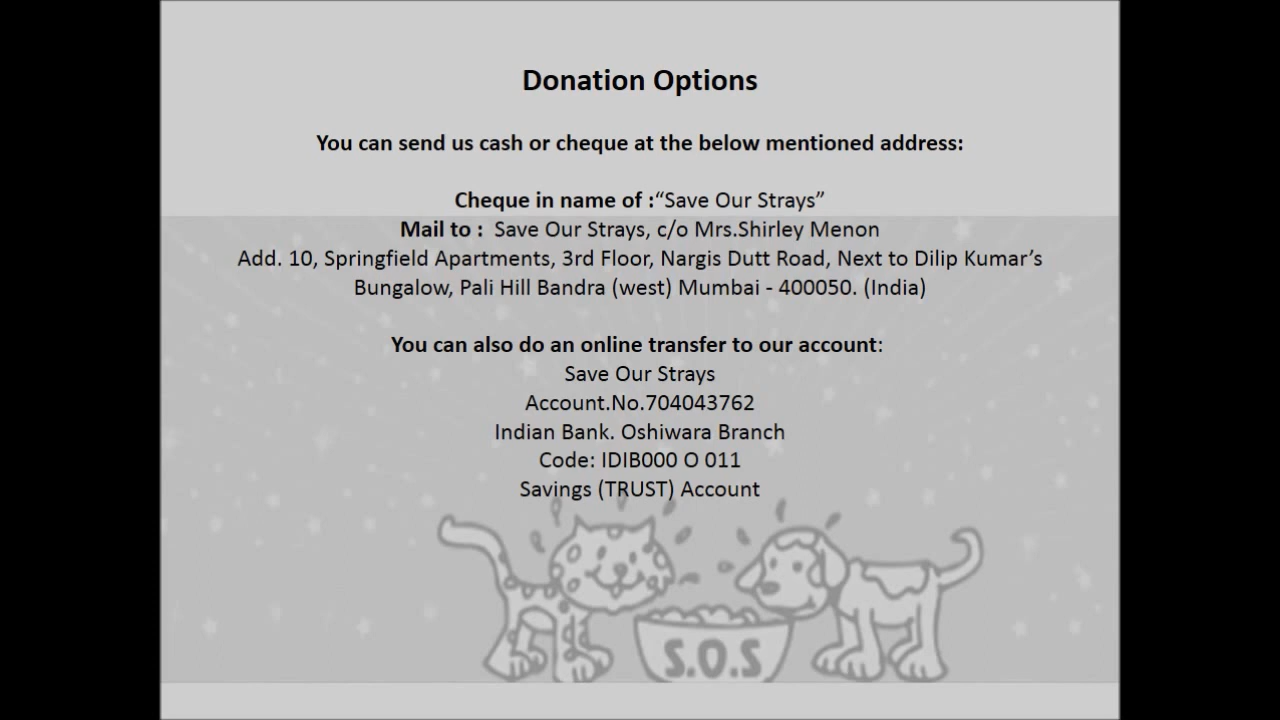 Donation Options
You can send us cash or cheque at the below mentioned address:
Cheque in name of :“Save Our Strays”
Mail to :  Save Our Strays, c/o Mrs.Shirley Menon
Add. 10, Springfield Apartments, 3rd Floor, Nargis Dutt Road, Next to Dilip Kumar’s
Bungalow, Pali Hill Bandra (west) Mumbai - 400050. (India)
You can also do an online transfer to our account:
Save Our Strays
Account.No.704043762
Indian Bank. Oshiwara Branch
Code: IDIB000 O 011
Savings (TRUST) Account
S.O.S